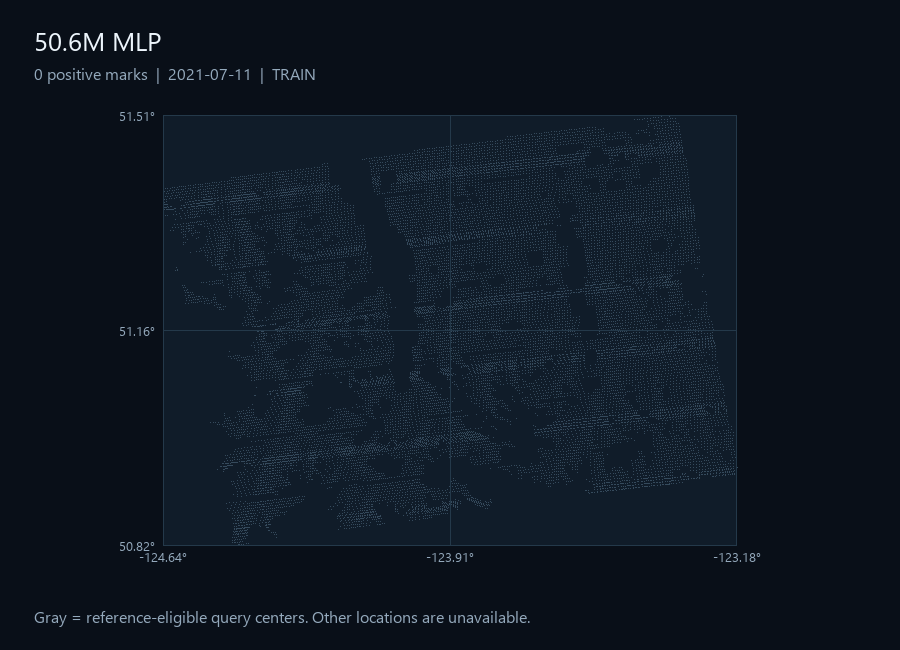 50.6M MLP
0 positive marks | 2021-07-11 | TRAIN
51.51°
51.16°
50.82°
-124.64° -123.91° -123.18°
Gray = reference-eligible query centers. Other locations are unavailable.